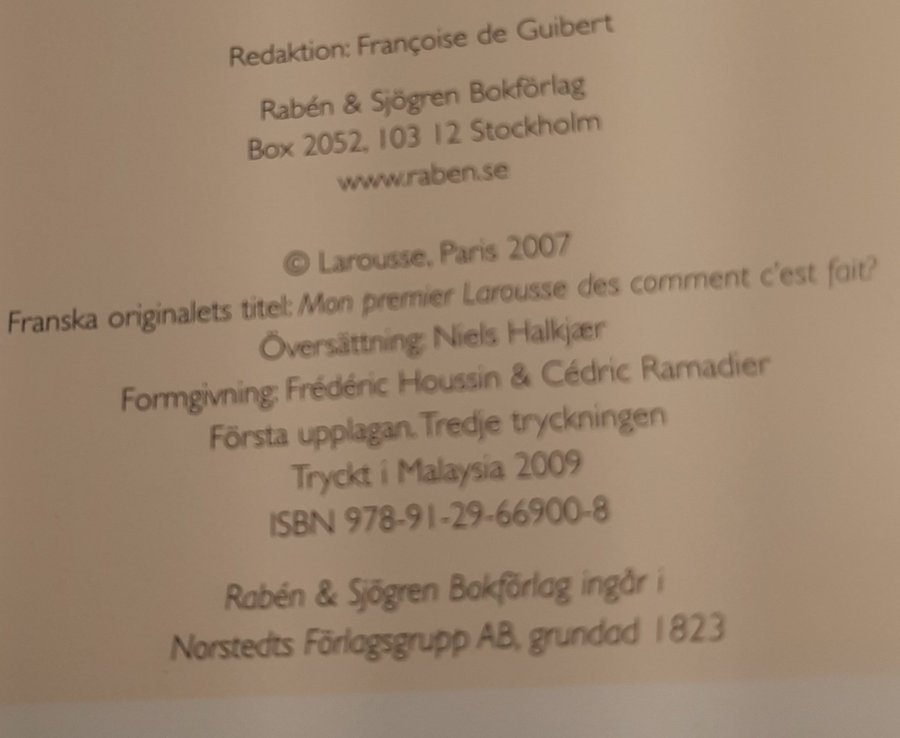 Redaktion: Françoise de Guibert
Rabén & Sjögren Bokförlag
Box 2052, 103 12 Stockholm
www.raben.se
© Larousse, Paris 2007
Franska originalets titel: Mon premier Larousse des comment c'est fait?
Översättning: Niels Halkjær
Formgivning: Frédéric Houssin & Cédric Ramadier
Första upplagan. Tredje tryckningen
Tryckt i Malaysia 2009
ISBN 978-91-29-66900-8
Rabén & Sjögren Bokförlag ingår i
Norstedts Förlagsgrupp AB, grundad 1823